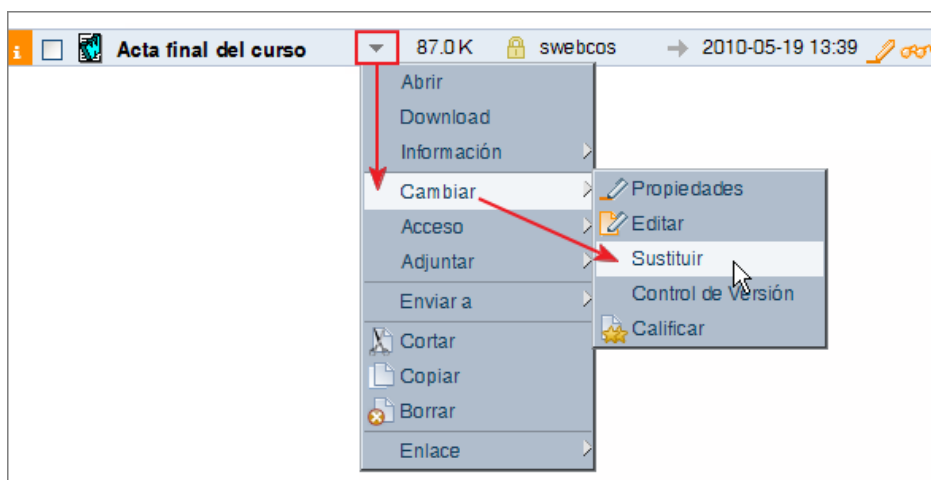 i Acta final del curso 87.0 K swebcos 2010-05-19 13:39
Abrir
Download
Información
Cambiar
Acceso
Adjuntar
Enviar a
Cortar
Copiar
Borrar
Enlace
Propiedades
Editar
Sustituir
Control de Versión
Calificar